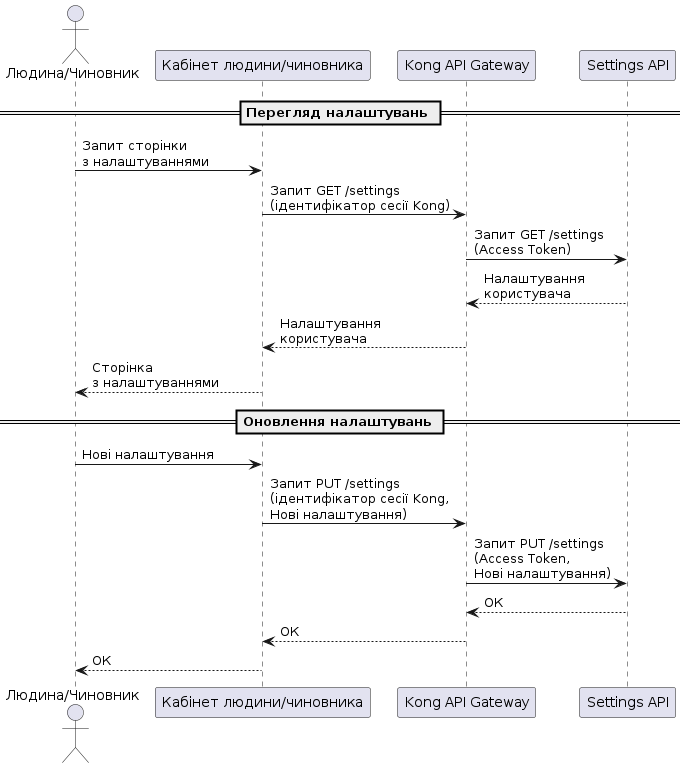 Людина/Чиновник
Кабінет людини/чиновника
Kong API Gateway
Settings API
Перегляд налаштувань
Запит сторінки
з налаштуваннями
Запит GET /settings
(ідентифікатор сесії Kong)
Запит GET /settings
(Access Token)
Налаштування
користувача
Налаштування
користувача
Сторінка
з налаштуваннями
Оновлення налаштувань
Нові налаштування
Запит PUT /settings
(ідентифікатор сесії Kong,
Нові налаштування)
Запит PUT /settings
(Access Token,
Нові налаштування)
ОК
ОК
ОК
Людина/Чиновник
Кабінет людини/чиновника
Kong API Gateway
Settings API